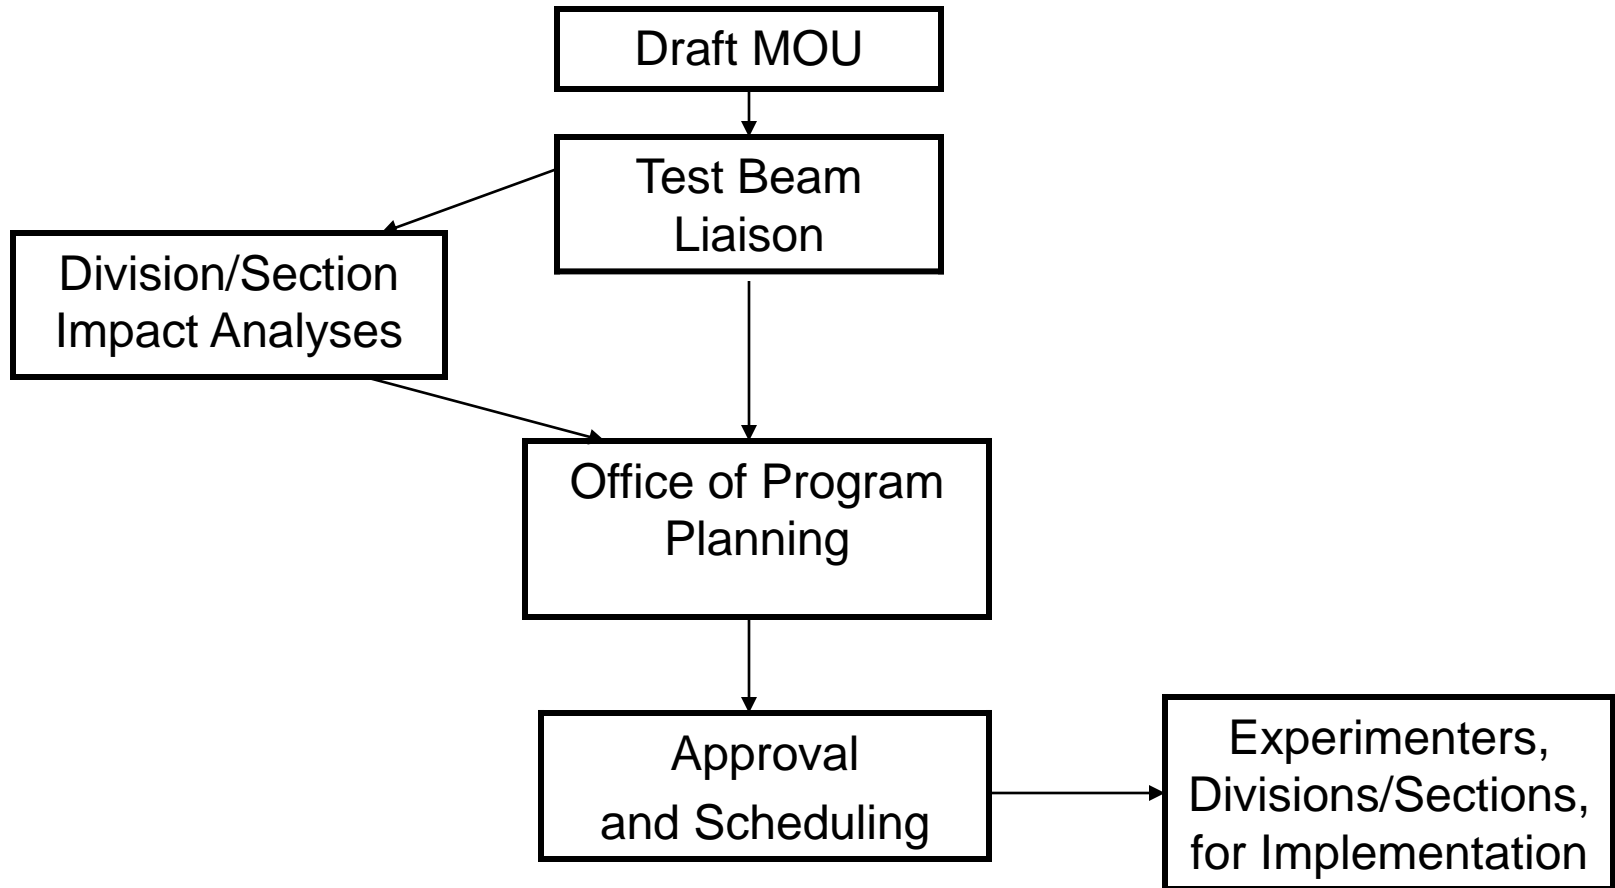 Draft MOU
Test Beam
Liaison
Division/Section
Impact Analyses
Office of Program
Planning
Approval
and Scheduling
Experimenters,
Divisions/Sections,
for Implementation